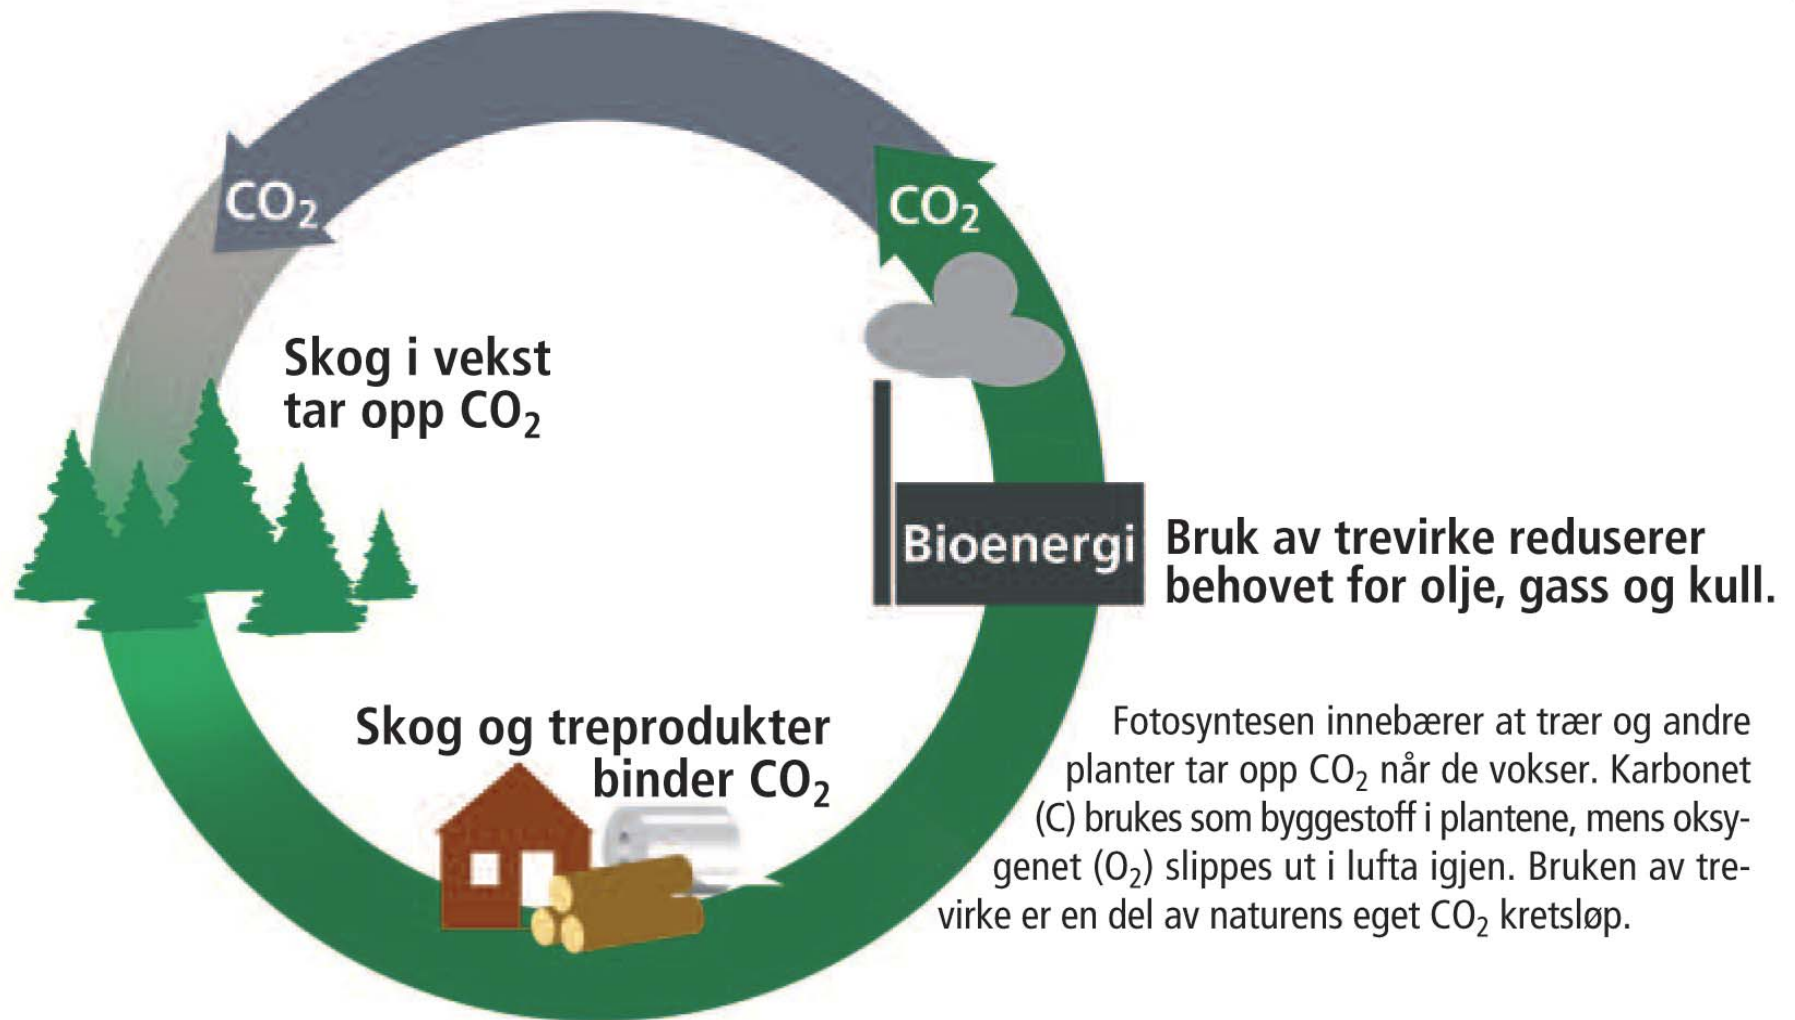 CO₂
CO₂
Skog i vekst
tar opp CO₂
Bioenergi
Bruk av trevirke reduserer
behovet for olje, gass og kull.
Skog og treprodukter
binder CO₂
Fotosyntesen innebærer at trær og andre
planter tar opp CO₂ når de vokser. Karbonet
(C) brukes som byggestoff i plantene, mens oksy-
genet (O₂) slippes ut i lufta igjen. Bruken av tre-
virke er en del av naturens eget CO₂ kretsløp.